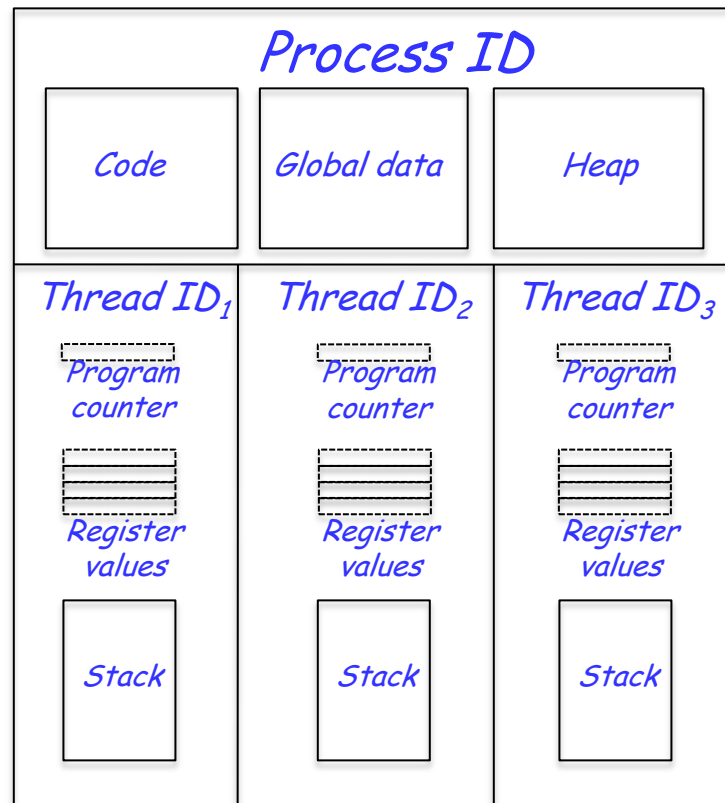 Process ID
Code
Global data
Heap
Thread ID₁
Thread ID₂
Thread ID₃
Program
counter
Program
counter
Program
counter
Register
values
Register
values
Register
values
Stack
Stack
Stack